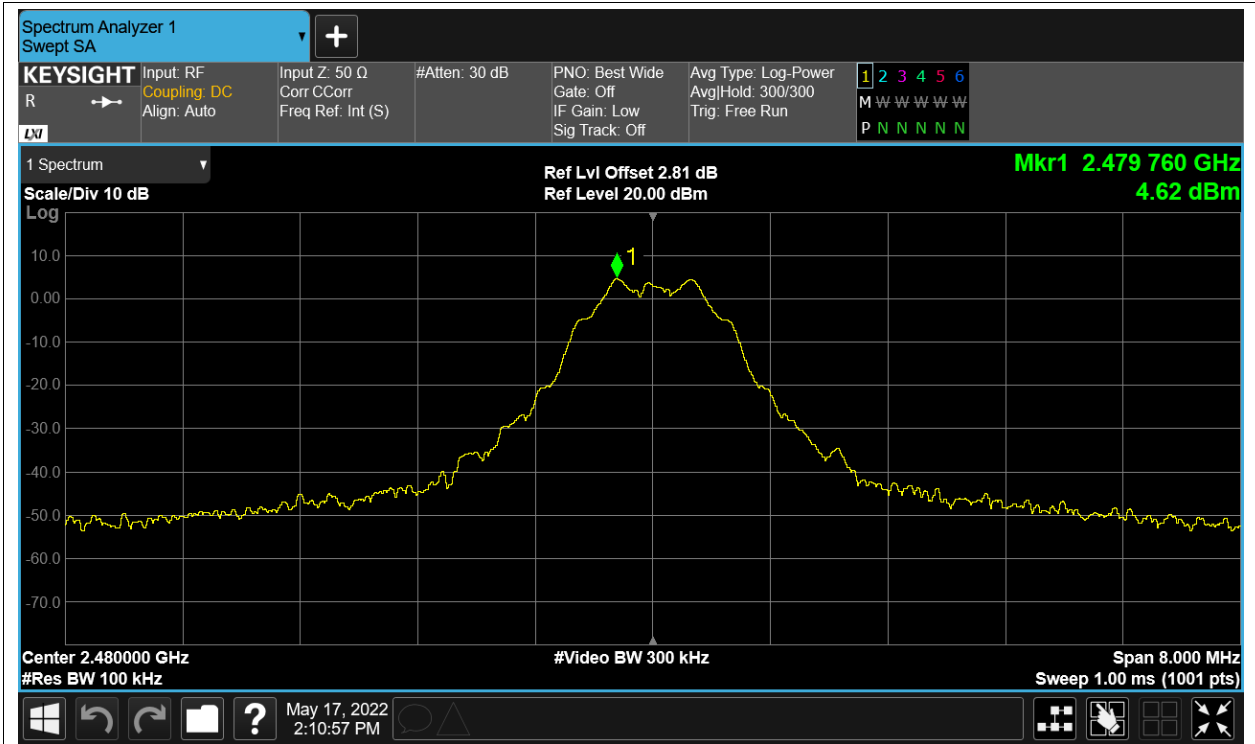 Spectrum Analyzer 1
Swept SA
KEYSIGHT
R
LXI
Input: RF
Coupling: DC
Align: Auto
Input Z: 50 Ω
Corr CCorr
Freq Ref: Int (S)
#Atten: 30 dB
PNO: Best Wide
Gate: Off
IF Gain: Low
Sig Track: Off
Avg Type: Log-Power
Avg|Hold: 300/300
Trig: Free Run
1 2 3 4 5 6
M W W W W W
P N N N N N
1 Spectrum
Scale/Div 10 dB
Log
Ref Lvl Offset 2.81 dB
Ref Level 20.00 dBm
Mkr1 2.479 760 GHz
4.62 dBm
1
10.0
0.00
-10.0
-20.0
-30.0
-40.0
-50.0
-60.0
-70.0
Center 2.480000 GHz
#Res BW 100 kHz
#Video BW 300 kHz
Span 8.000 MHz
Sweep 1.00 ms (1001 pts)
?
May 17, 2022
2:10:57 PM